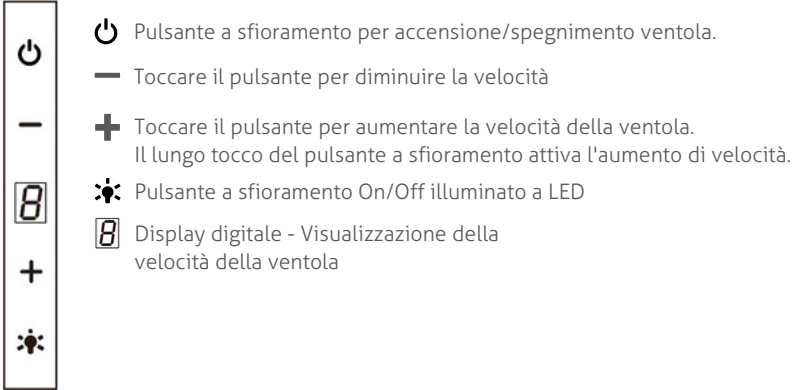 8
Pulsante a sfioramento per accensione/spegnimento ventola.
Toccare il pulsante per diminuire la velocità
Toccare il pulsante per aumentare la velocità della ventola.
Il lungo tocco del pulsante a sfioramento attiva l'aumento di velocità.
Pulsante a sfioramento On/Off illuminato a LED
8 Display digitale - Visualizzazione della
velocità della ventola